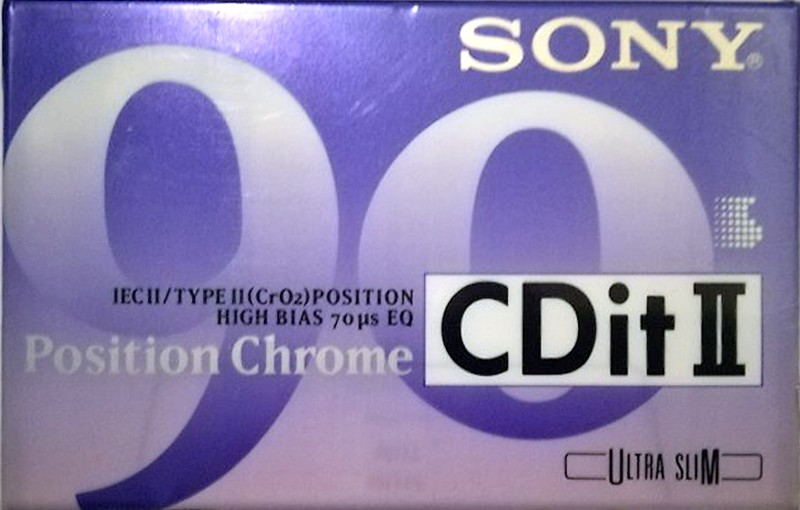 SONY®
90
IECII/TYPE II(CrO2)POSITION
HIGH BIAS 70µs EQ
Position Chrome
CDit II
ULTRA SLIM